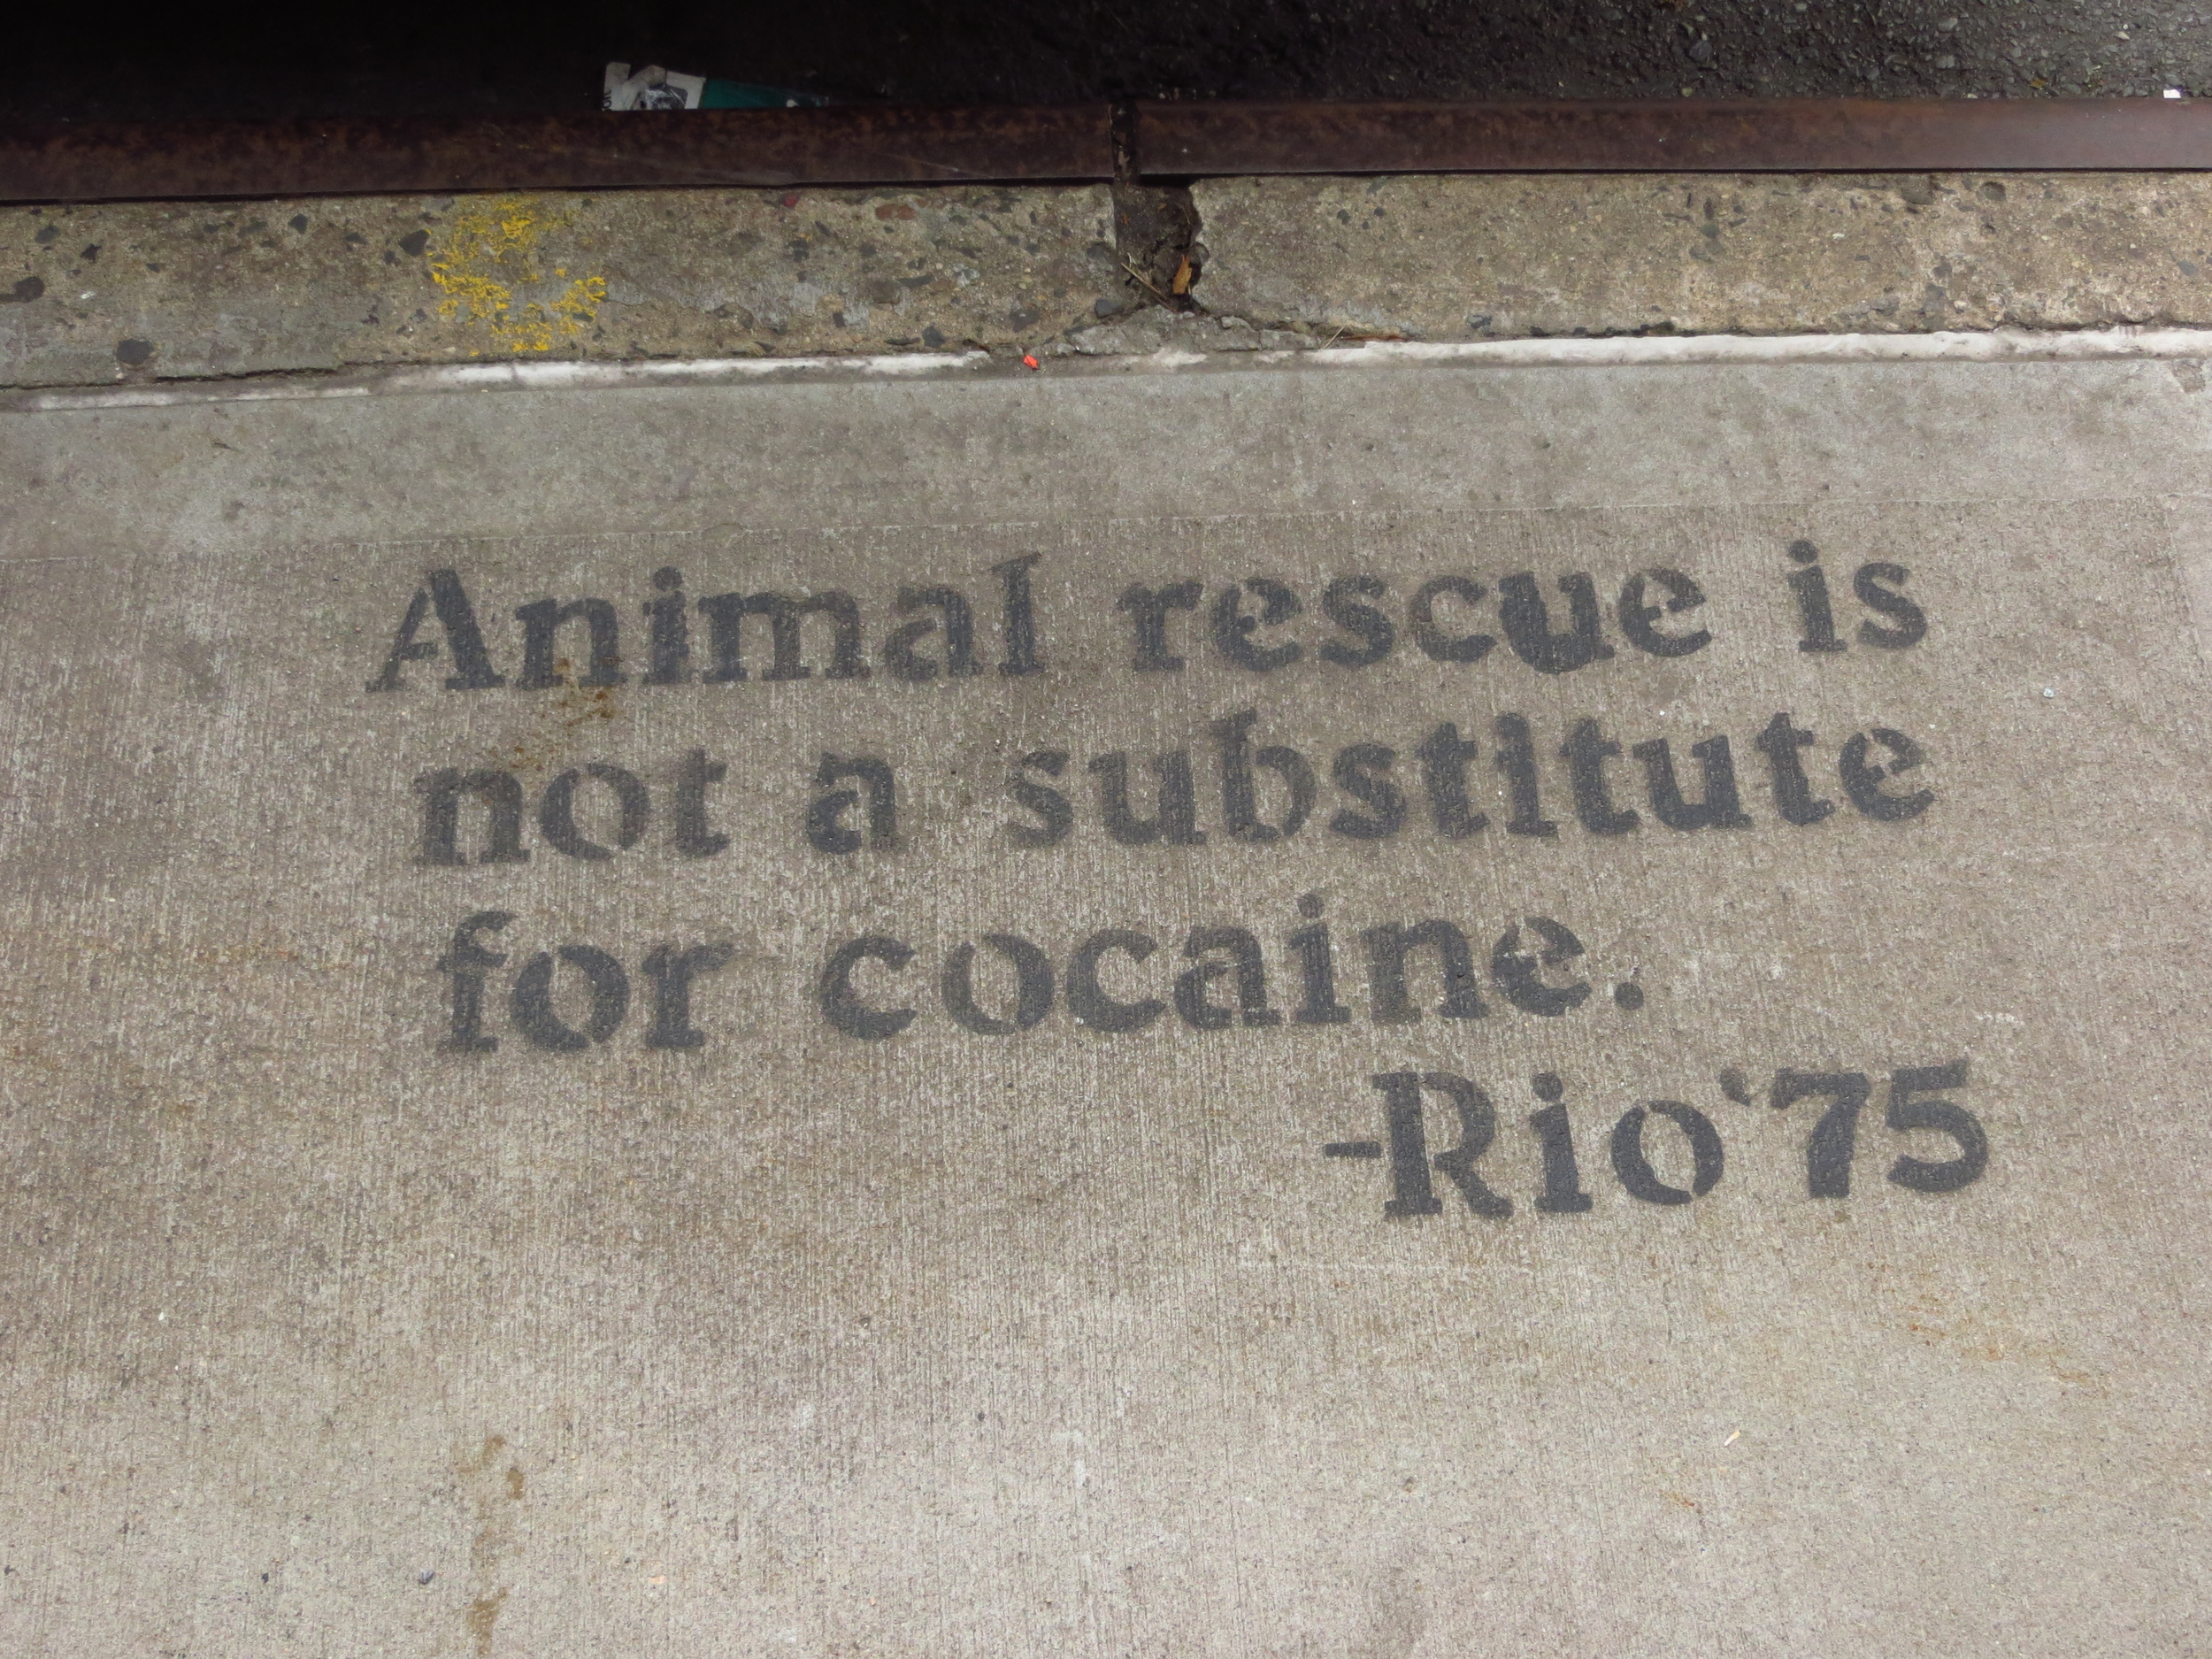 Animal rescue is
not a substitute
for cocaine.
-Rio'75